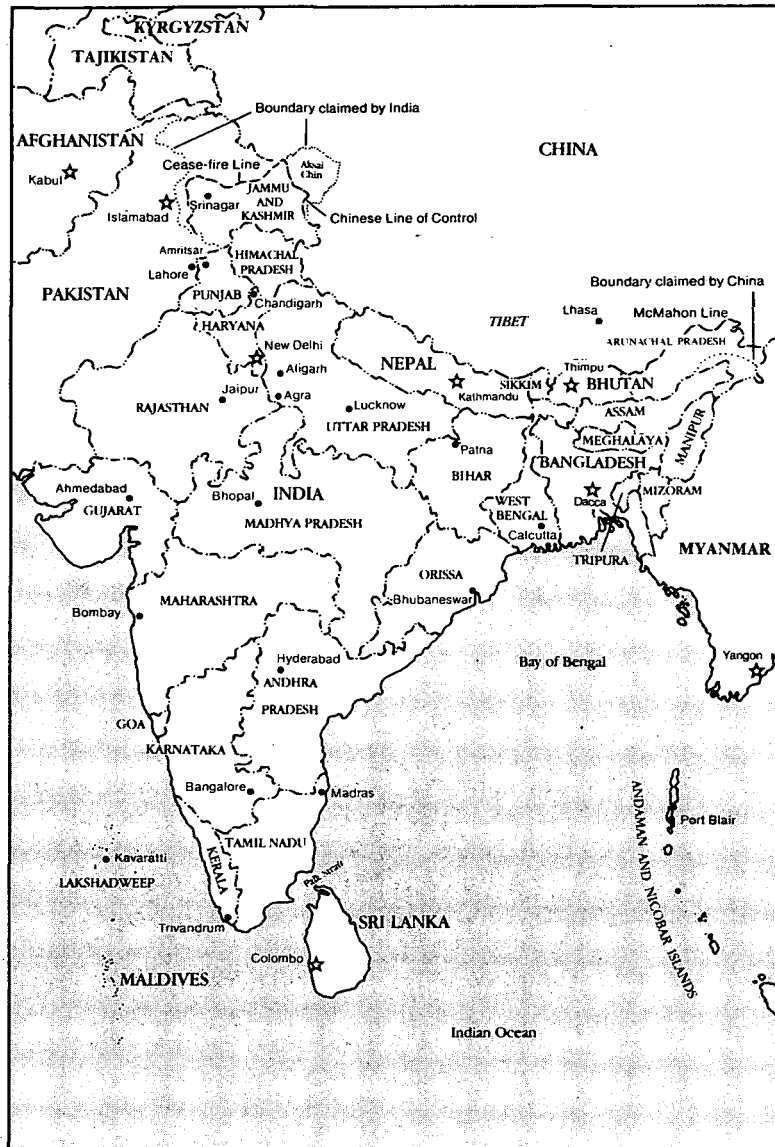 KYRGYZSTAN
TAJIKISTAN
Boundary claimed by India
AFGHANISTAN
CHINA
Kabul
Cease-fire Line
Aksai
Chin
Islamabad
Srinagar
JAMMU
AND
KASHMIR
Chinese Line of Control
Amritsar
Lahore
HIMACHAL
PRADESH
PAKISTAN
PUNJAB
Chandigarh
Boundary claimed by China
HARYANA
TIBET
Lhasa
McMahon Line
ARUNACHAL PRADESH
New Delhi
NEPAL
Thimpu
Aligarh
SIKKIM
BHUTAN
Kathmandu
Jaipur
Agra
RAJASTHAN
Lucknow
UTTAR PRADESH
ASSAM
MEGHALAYA
MANIPUR
Patna
BIHAR
BANGLADESH
Ahmedabad
GUJARAT
Bhopal
INDIA
MADHYA PRADESH
WEST
BENGAL
Calcutta
Dacca
MIZORAM
TRIPURA
MYANMAR
ORISSA
Bhubaneswar
MAHARASHTRA
Bombay
Hyderabad
ANDHRA
PRADESH
Bay of Bengal
Yangon
GOA
KARNATAKA
Bangalore
Madras
ANDAMAN AND NICOBAR ISLANDS
Port Blair
TAMIL NADU
KERALA
Kavaratti
LAKSHADWEEP
Palk Strait
Trivandrum
SRI LANKA
Colombo
MALDIVES
Indian Ocean